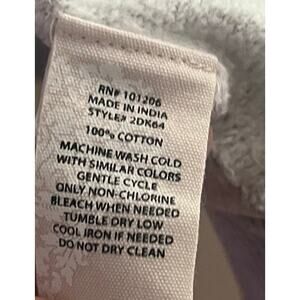 RN# 101206
MADE IN INDIA
STYLE# 2DK64
100% COTTON
MACHINE WASH COLD
WITH SIMILAR COLORS
GENTLE CYCLE
ONLY NON-CHLORINE
BLEACH WHEN NEEDED
TUMBLE DRY LOW
COOL IRON IF NEEDED
DO NOT DRY CLEAN